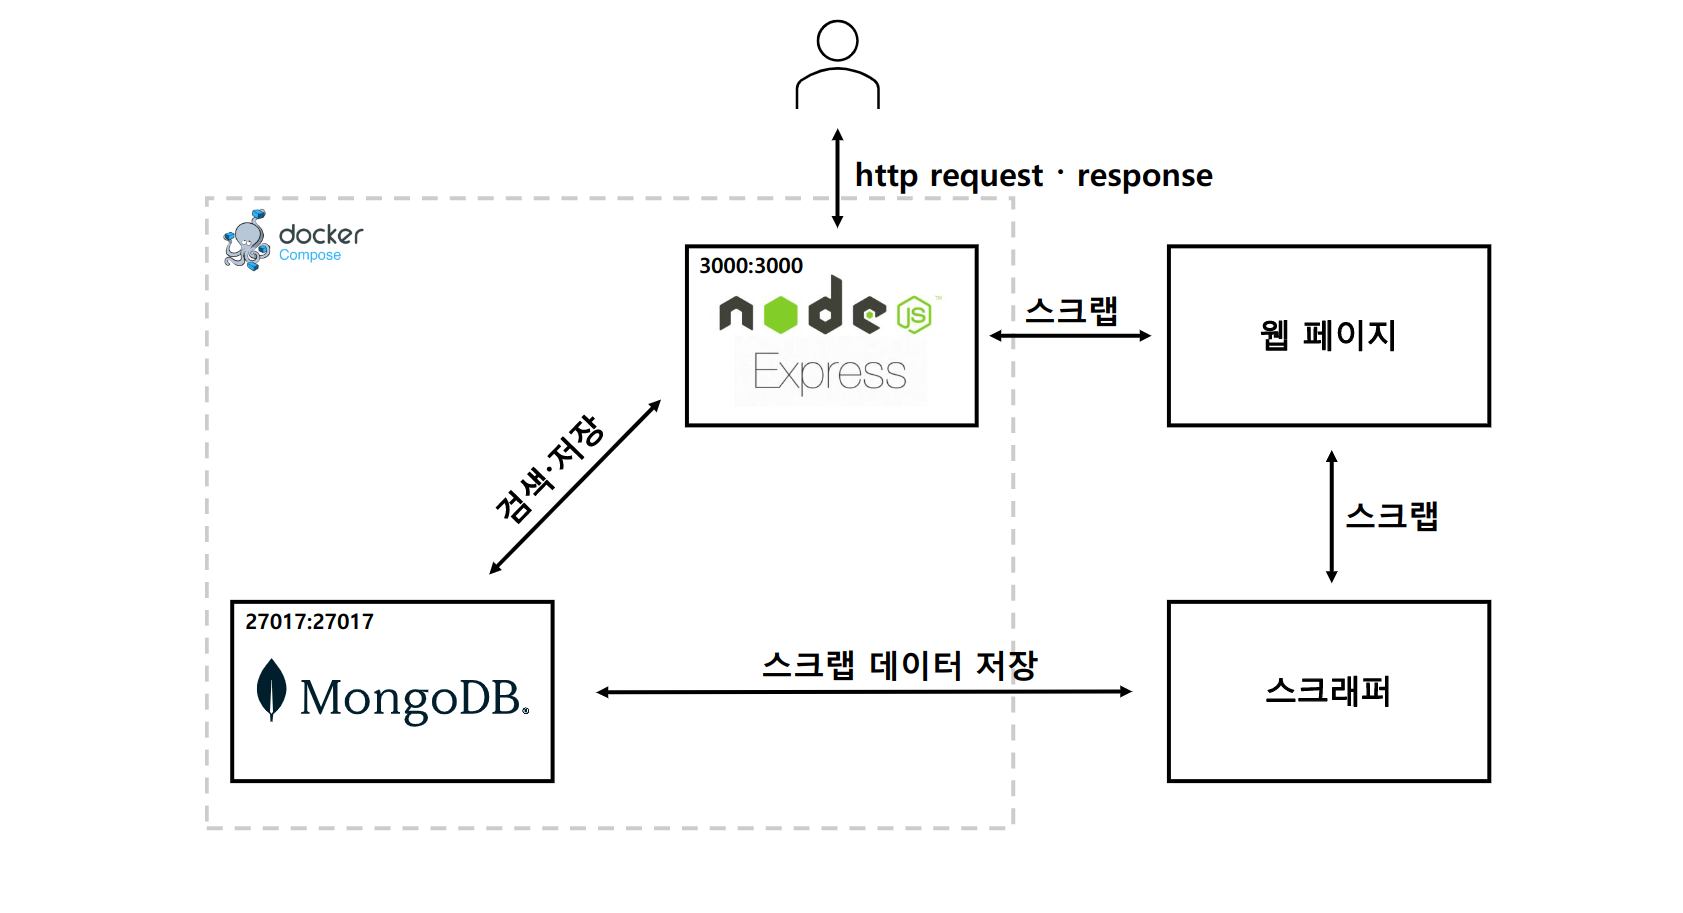 http request · response
docker
Compose
3000:3000
node
JS
TM
Express
스크랩
웹 페이지
검색·저장
스크랩
27017:27017
MongoDB®
스크랩 데이터 저장
스크래퍼